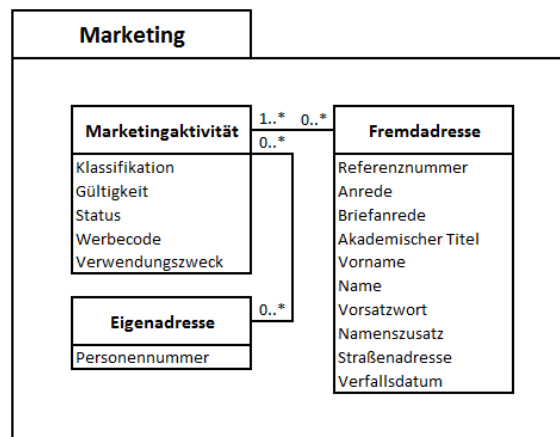 Marketing
Marketingaktivität
1..*
0..*
Fremdadresse
0..*
Klassifikation
Gültigkeit
Status
Werbecode
Verwendungszweck
Referenznummer
Anrede
Briefanrede
Akademischer Titel
Vorname
Name
Vorsatzwort
Namenszusatz
Straßenadresse
Verfallsdatum
Eigenadresse
0..*
Personennummer